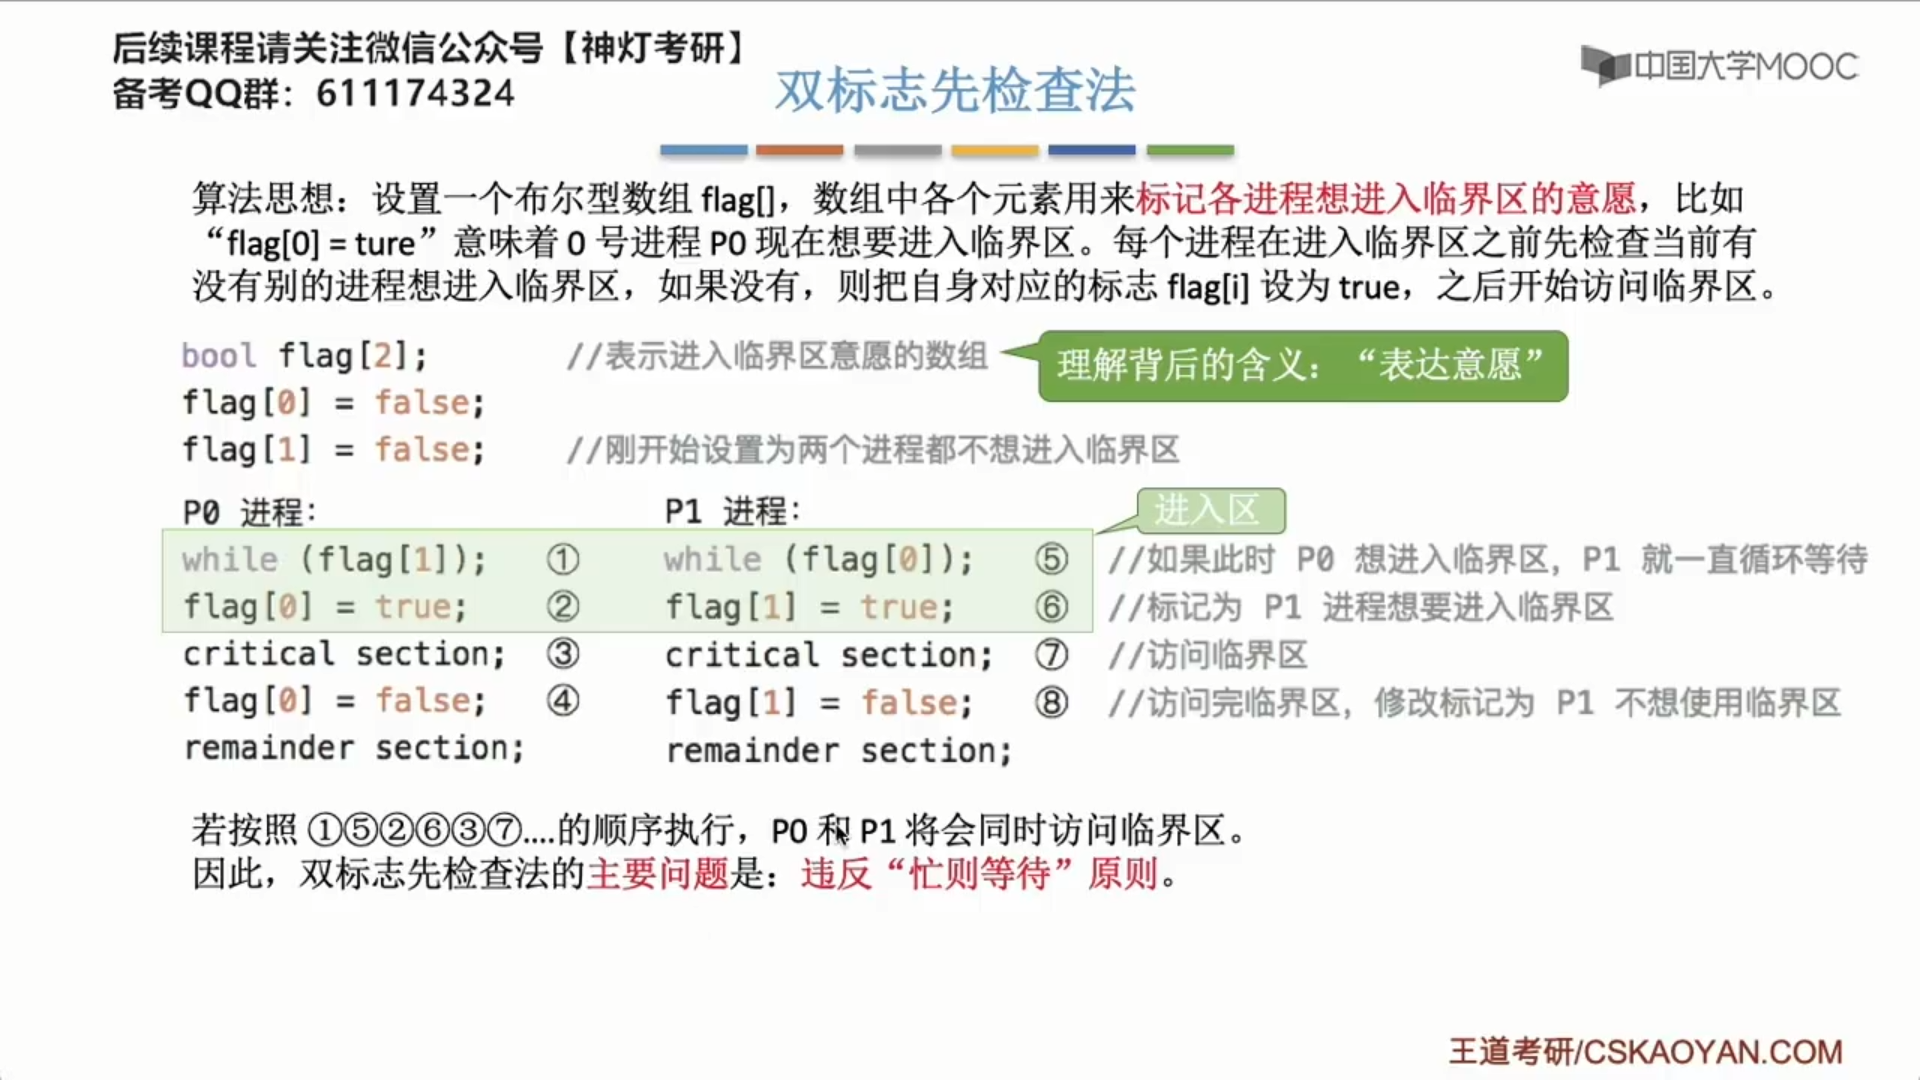 后续课程请关注微信公众号【神灯考研】
备考QQ群：611174324
中国大学MOOC
双标志先检查法
算法思想：设置一个布尔型数组 flag[]，数组中各个元素用来标记各进程想进入临界区的意愿，比如
“flag[0] = ture”意味着 0 号进程 P0 现在想要进入临界区。每个进程在进入临界区之前先检查当前有
没有别的进程想进入临界区，如果没有，则把自身对应的标志 flag[i] 设为 true，之后开始访问临界区。
bool flag[2]; //表示进入临界区意愿的数组
理解背后的含义：“表达意愿”
flag[0] = false;
flag[1] = false; //刚开始设置为两个进程都不想进入临界区
P0 进程： P1 进程：
进入区
while (flag[1]); ① while (flag[0]); ⑤ //如果此时 P0 想进入临界区，P1 就一直循环等待
flag[0] = true; ② flag[1] = true; ⑥ //标记为 P1 进程想要进入临界区
critical section; ③ critical section; ⑦ //访问临界区
flag[0] = false; ④ flag[1] = false; ⑧ //访问完临界区，修改标记为 P1 不想使用临界区
remainder section; remainder section;
若按照 ①⑤②⑥③⑦....的顺序执行，P0 和 P1 将会同时访问临界区。
因此，双标志先检查法的主要问题是：违反“忙则等待”原则。
王道考研/CSKAOYAN.COM